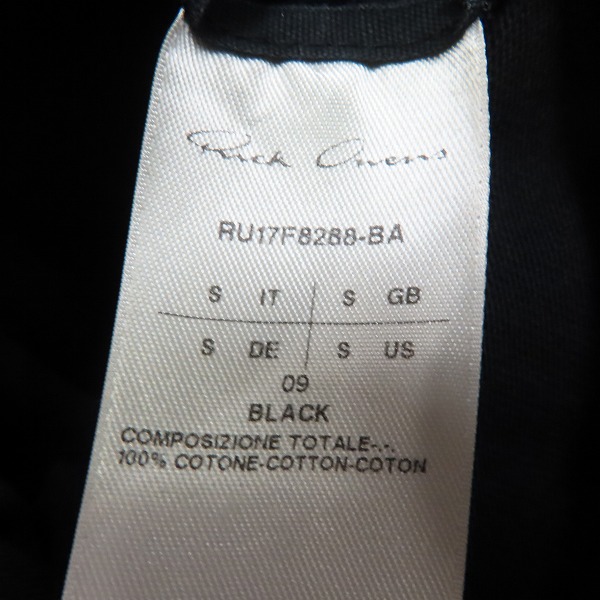 Rick Owens
RU17F8288-BA
S IT S GB
S DE S US
09
BLACK
COMPOSIZIONE TOTALE-.-.
100% COTONE-COTTON-COTON